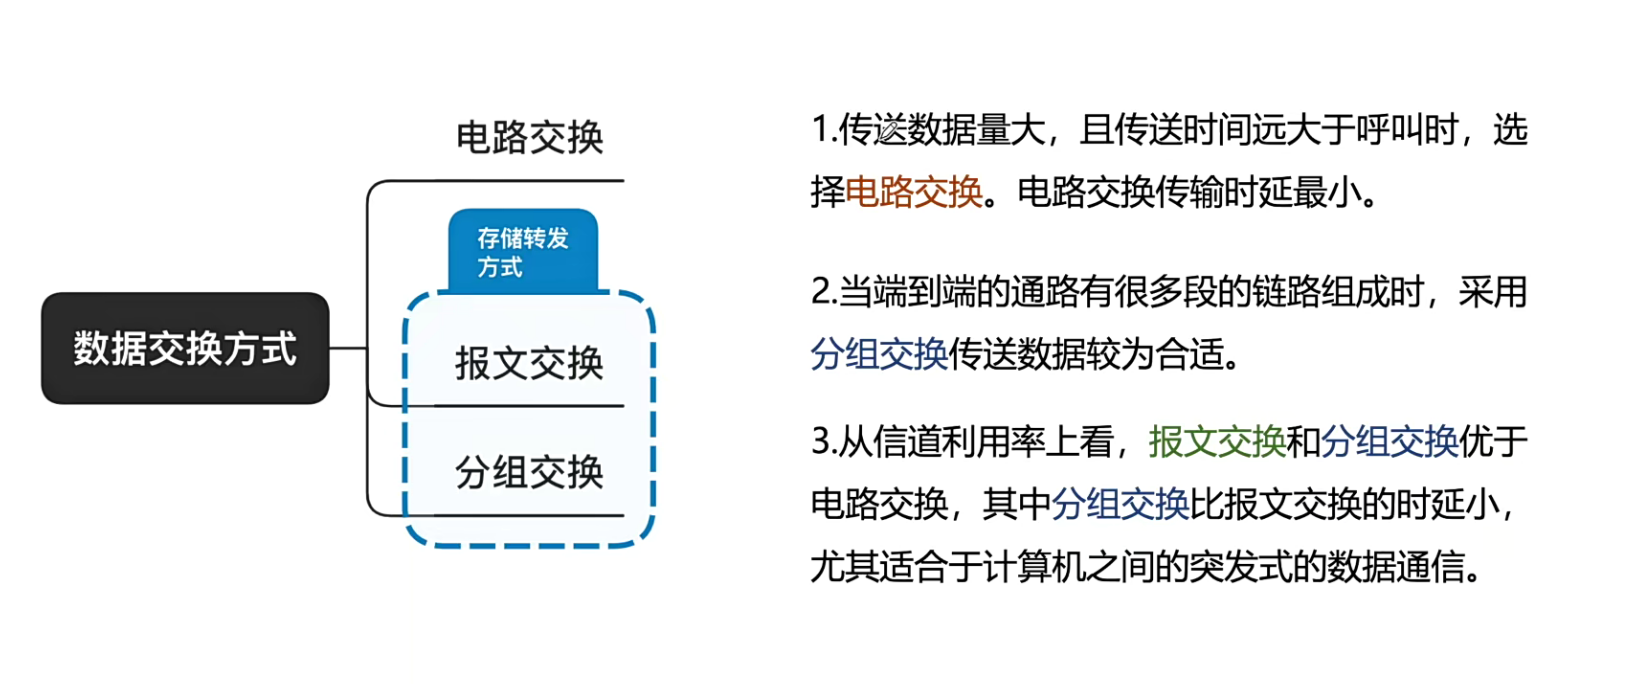 电路交换
存储转发
方式
数据交换方式
报文交换
分组交换
1.传送数据量大，且传送时间远大于呼叫时，选
择电路交换。电路交换传输时延最小。
2.当端到端的通路有很多段的链路组成时，采用
分组交换传送数据较为合适。
3.从信道利用率上看，报文交换和分组交换优于
电路交换，其中分组交换比报文交换的时延小，
尤其适合于计算机之间的突发式的数据通信。